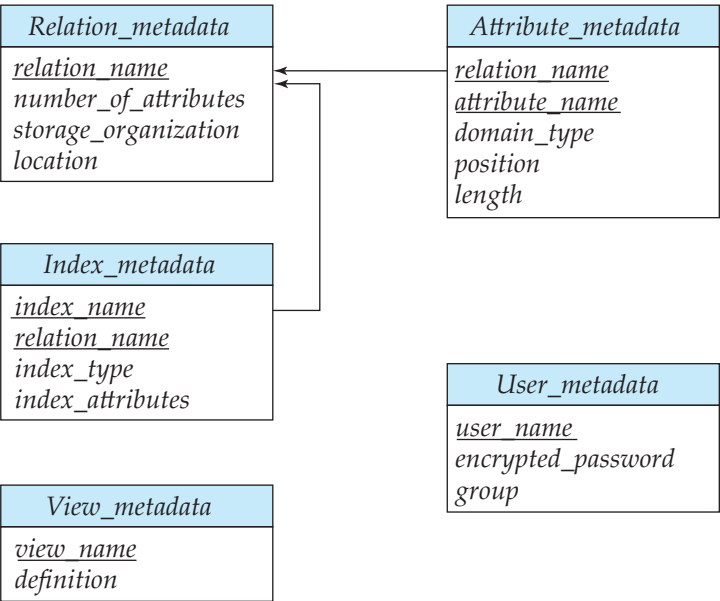 Relation_metadata
relation_name
number_of_attributes
storage_organization
location
Attribute_metadata
relation_name
attribute_name
domain_type
position
length
Index_metadata
index_name
relation_name
index_type
index_attributes
User_metadata
user_name
encrypted_password
group
View_metadata
view_name
definition